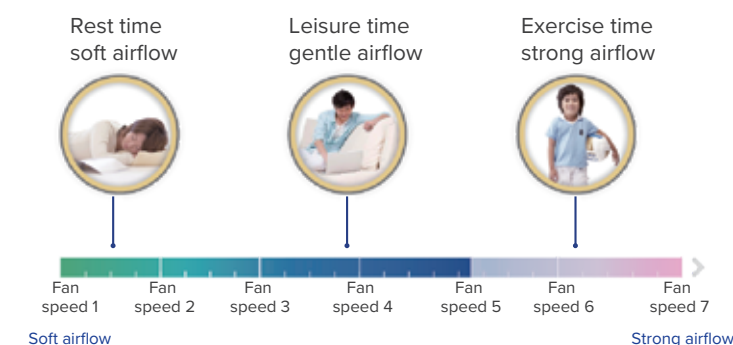 Rest time
soft airflow
Leisure time
gentle airflow
Exercise time
strong airflow
Fan
speed 1
Fan
speed 2
Fan
speed 3
Fan
speed 4
Fan
speed 5
Fan
speed 6
Fan
speed 7
Soft airflow
Strong airflow